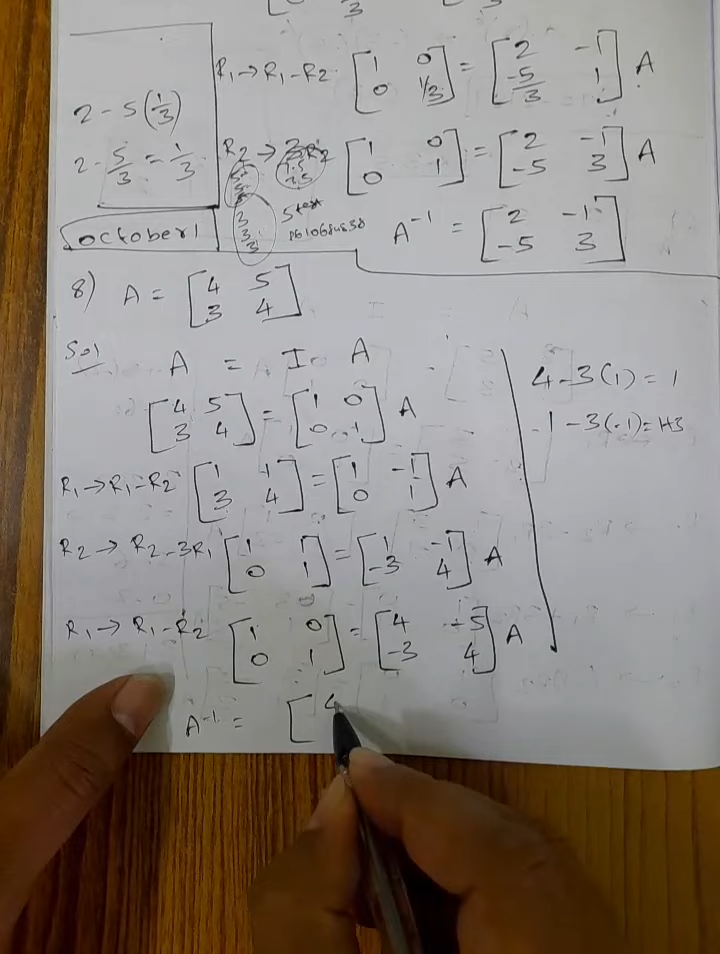 R₁→R₁-R₂ [1 0; 0 1/3] = [2 -1; -5/3 1] A
2-5(1/3)
2-5/3=1/3
R₂→ R₂ [1 0; 0 1] = [2 -1; -5 3] A
octoberl
A⁻¹ = [2 -1; -5 3]
8) A = [4 5; 3 4]
Sol A = I A
[4 5; 3 4] = [1 0; 0 1] A
R₁→R₁-R₂ [1 1; 3 4] = [1 -1; 0 1] A
R₂→ R₂-3R₁ [1 1; 0 1] = [1 -1; -3 4] A
R₁→ R₁-R₂ [1 0; 0 1] = [4 -5; -3 4] A
A⁻¹ = [4
4-3(1)=1
1-3(-1)=+3